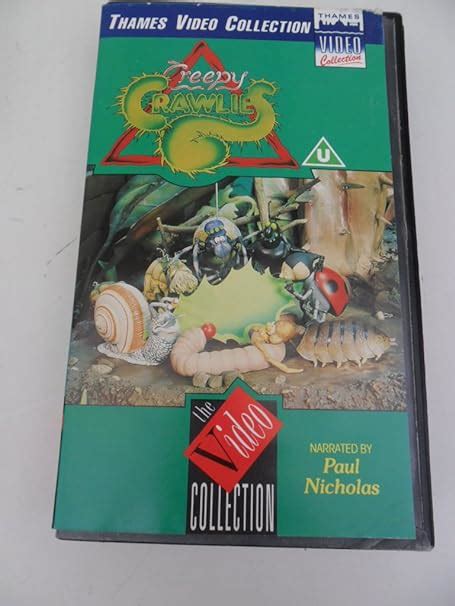 THAMES VIDEO COLLECTION
THAMES
VIDEO
Collection
Creepy
CRAWLIES
U
the
Video
COLLECTION
NARRATED BY
Paul
Nicholas